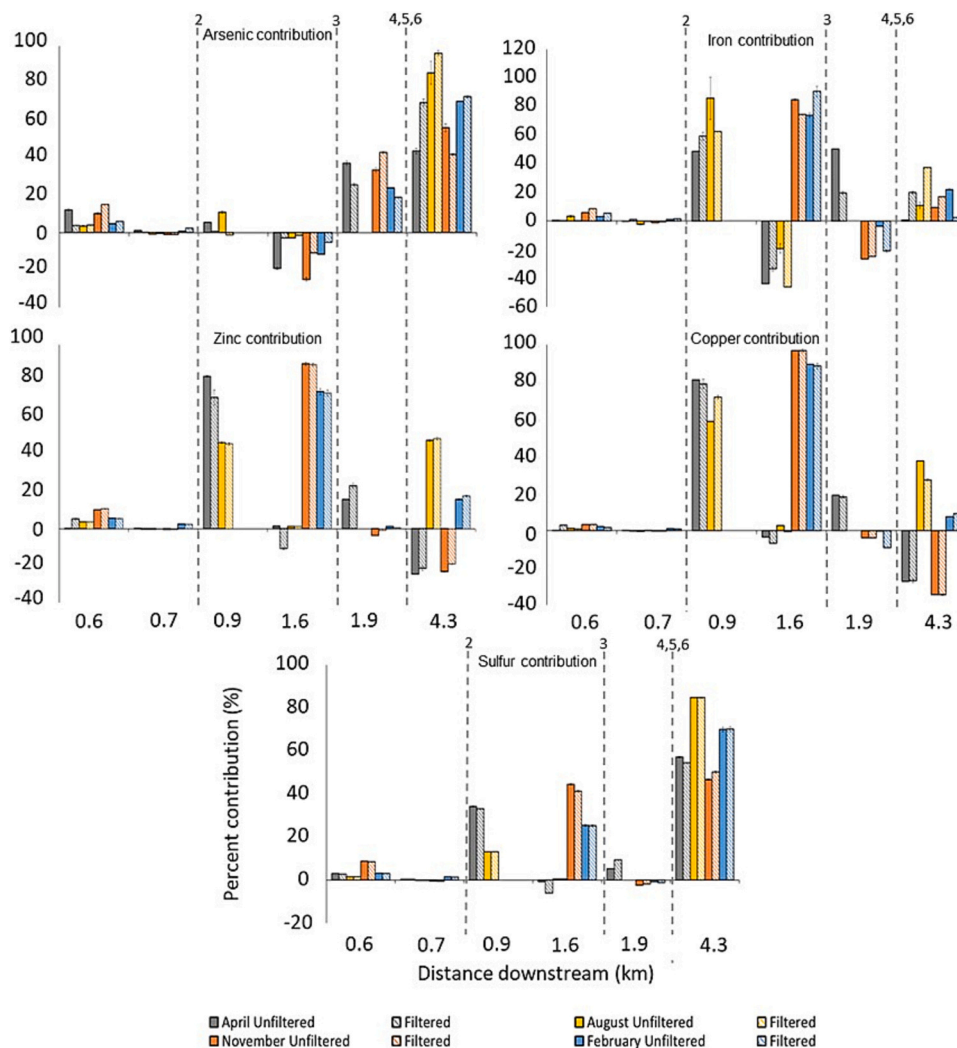 2 3 4,5,6
Arsenic contribution
100
80
60
40
20
0
-20
-40
2 3 4,5,6
Iron contribution
120
100
80
60
40
20
0
-20
-40
-60
Zinc contribution
100
80
60
40
20
0
-20
-40
0.6 0.7 0.9 1.6 1.9 4.3
Copper contribution
100
80
60
40
20
0
-20
-40
0.6 0.7 0.9 1.6 1.9 4.3
2 3 4,5,6
Sulfur contribution
Percent contribution (%)
100
80
60
40
20
0
-20
0.6 0.7 0.9 1.6 1.9 4.3
Distance downstream (km)
April Unfiltered Filtered August Unfiltered Filtered
November Unfiltered Filtered February Unfiltered Filtered